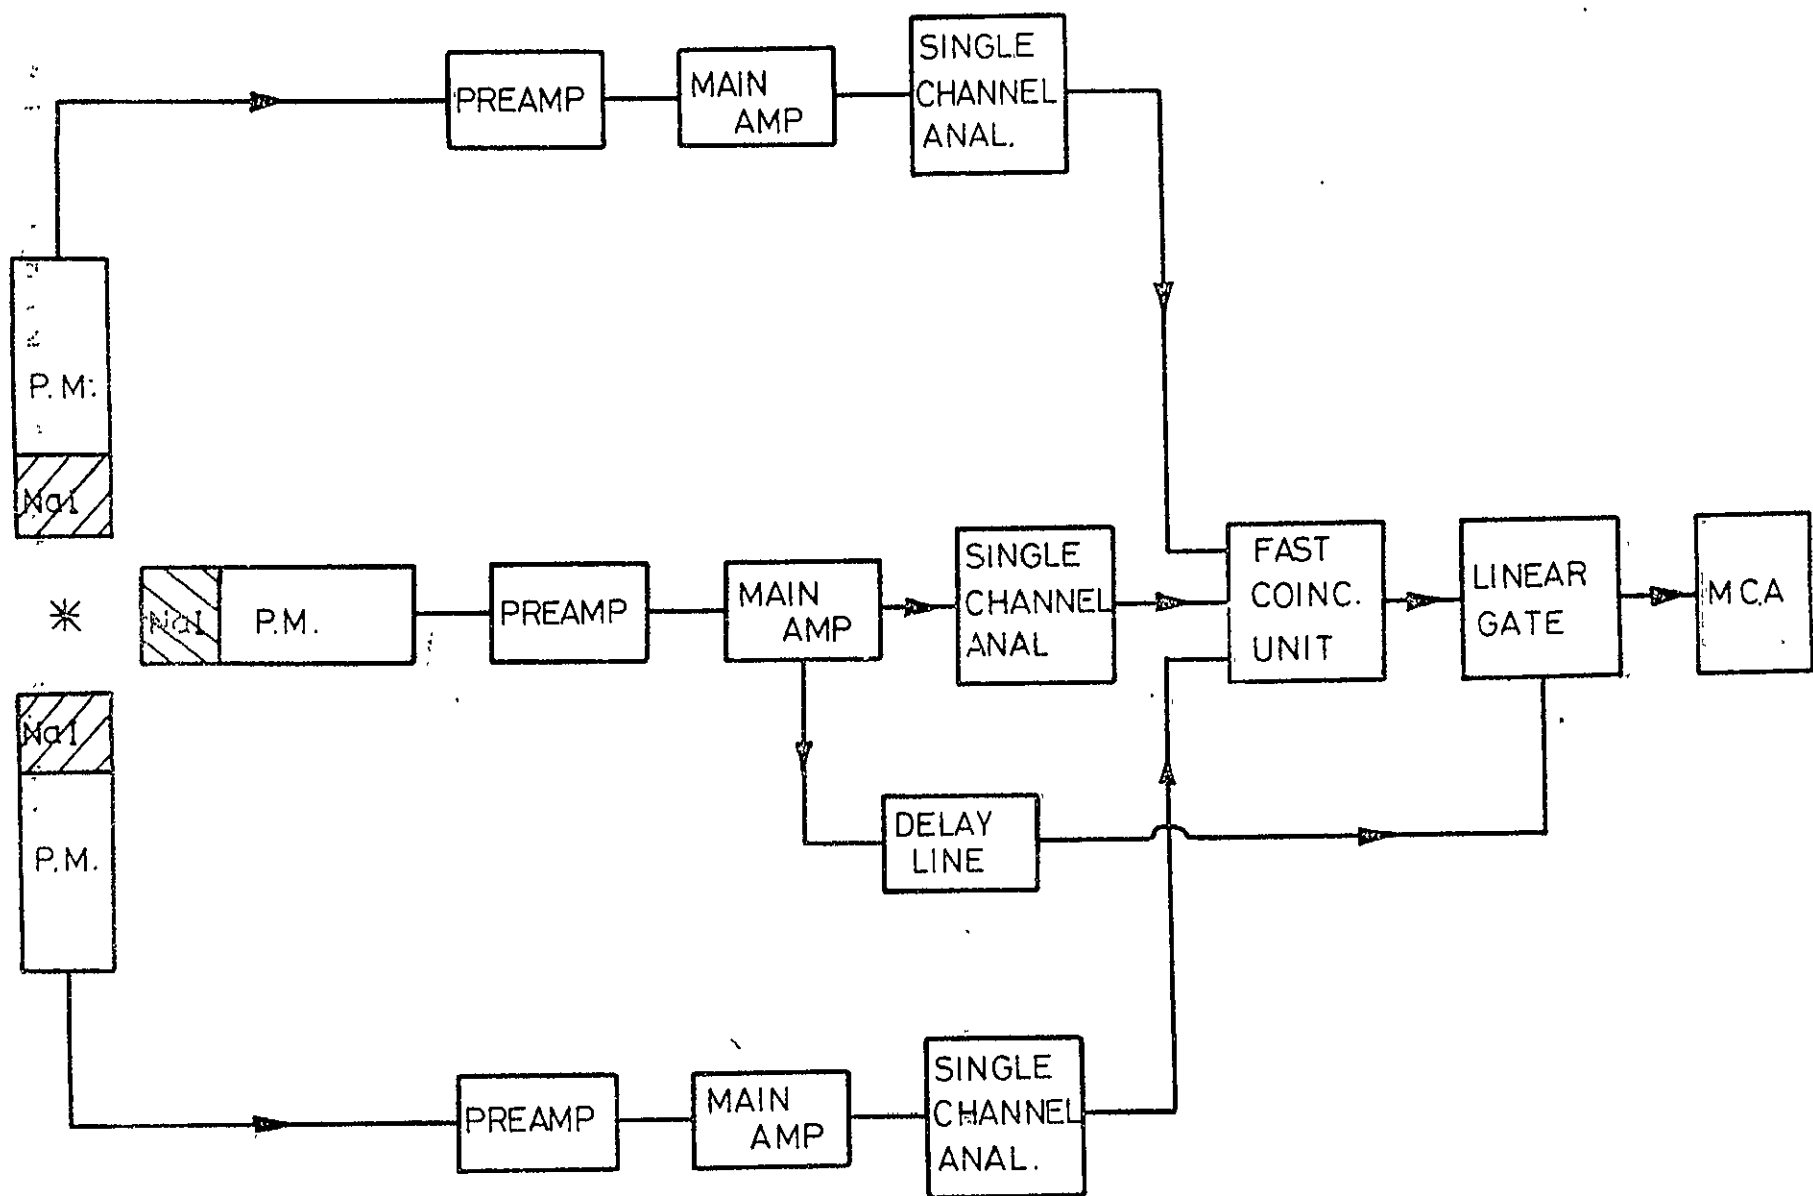 SINGLE
CHANNEL
ANAL.
PREAMP
MAIN
AMP
P.M.
NaI
NaI
P.M.
PREAMP
MAIN
AMP
SINGLE
CHANNEL
ANAL
FAST
COINC.
UNIT
LINEAR
GATE
M.C.A
NaI
P.M.
DELAY
LINE
PREAMP
MAIN
AMP
SINGLE
CHANNEL
ANAL.